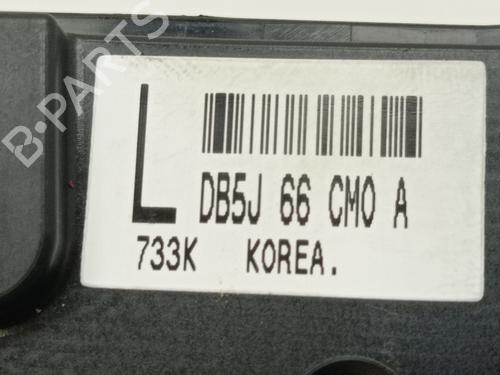 B-PARTS
L
DB5J 66 CM0 A
733K KOREA.